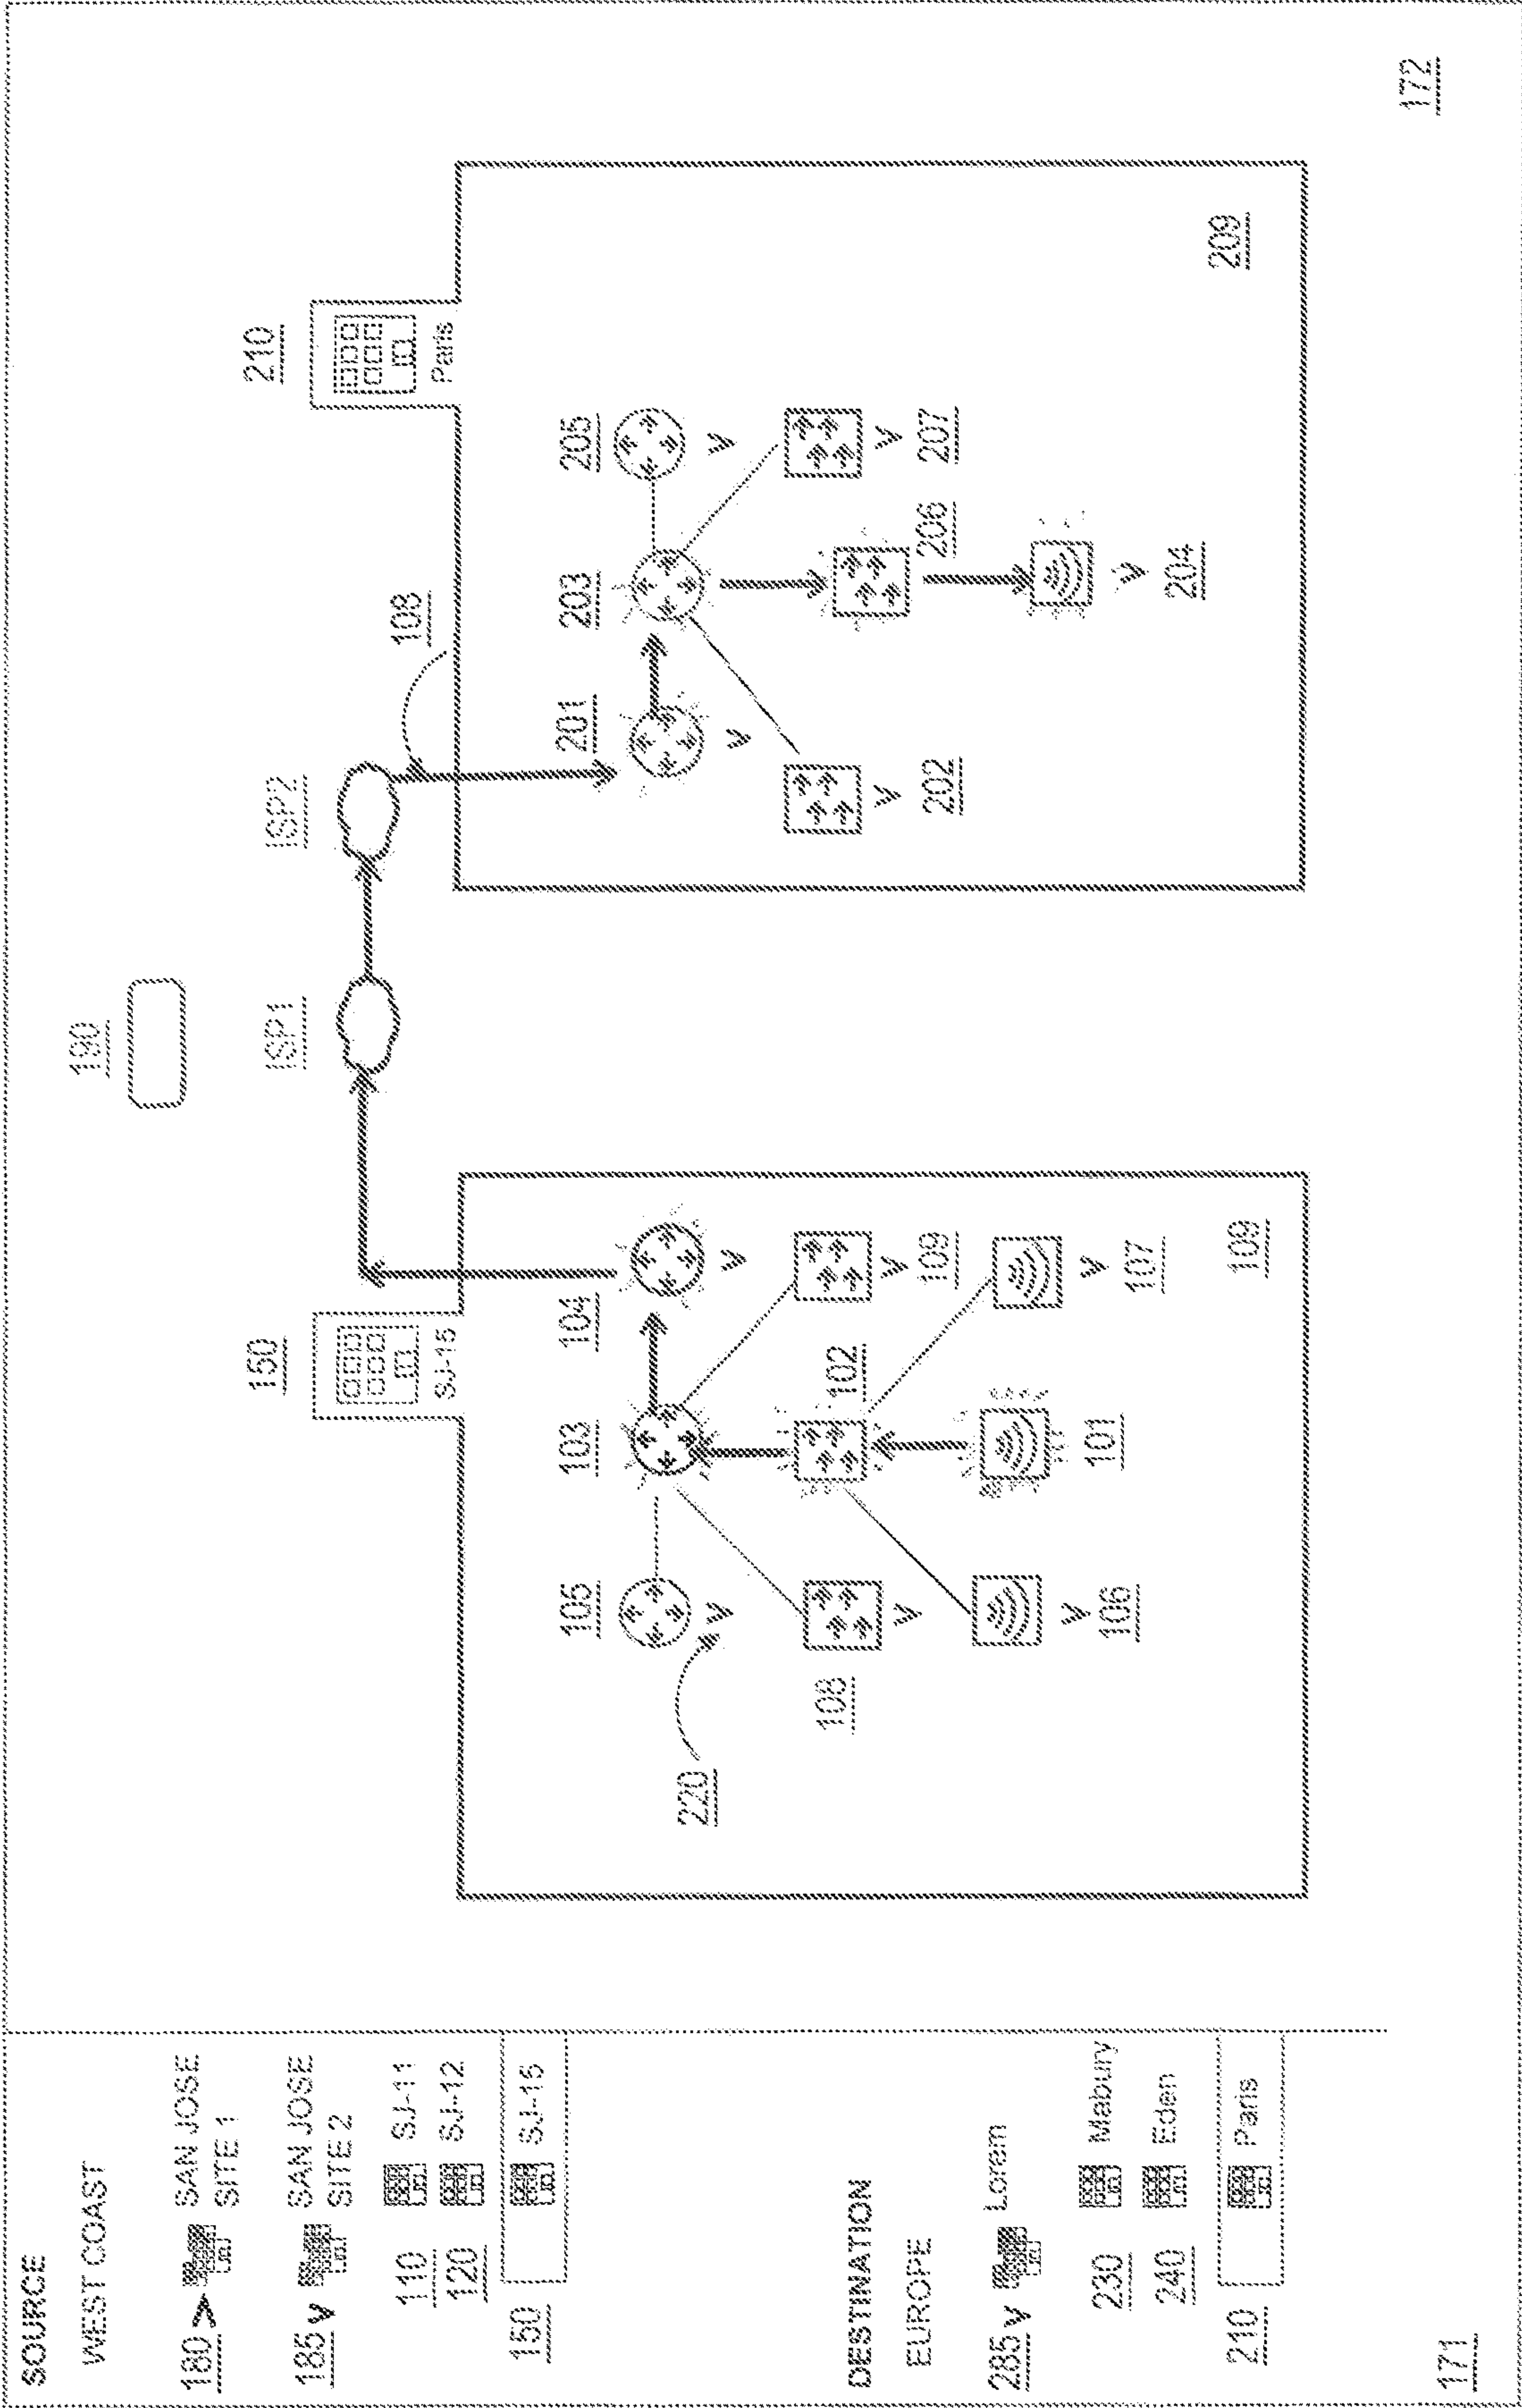 SOURCE
WEST COAST
180
SAN JOSE
SITE 1
185
SAN JOSE
SITE 2
110
SJ-11
120
SJ-12
150
SJ-15
DESTINATION
EUROPE
285
Lorem
230
Mabury
240
Eden
210
Paris
171
190
ISP1
ISP2
150
SJ-15
108
210
Paris
105
103
104
220
102
109
108
106
101
107
109
201
203
205
202
206
207
204
209
172